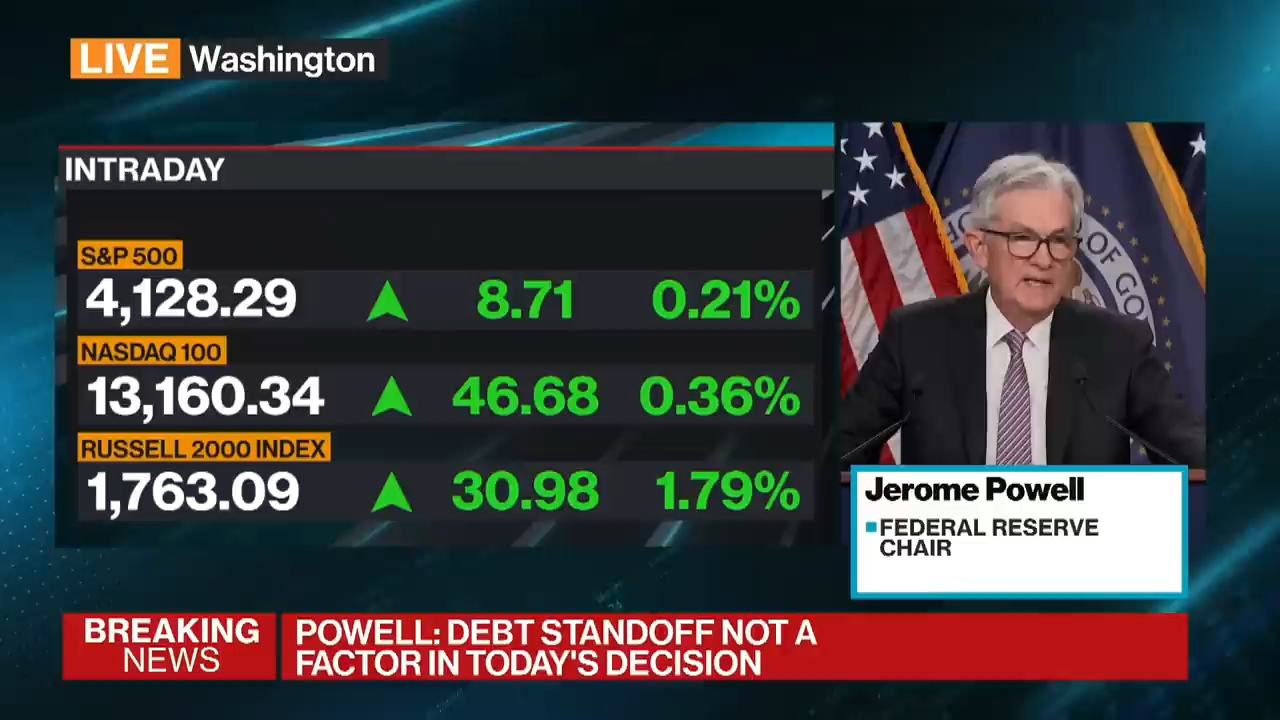 LIVE Washington
INTRADAY
S&P 500
4,128.29 ▲ 8.71 0.21%
NASDAQ 100
13,160.34 ▲ 46.68 0.36%
RUSSELL 2000 INDEX
1,763.09 ▲ 30.98 1.79%
OF GO
Jerome Powell
FEDERAL RESERVE
CHAIR
BREAKING
NEWS
POWELL: DEBT STANDOFF NOT A
FACTOR IN TODAY'S DECISION